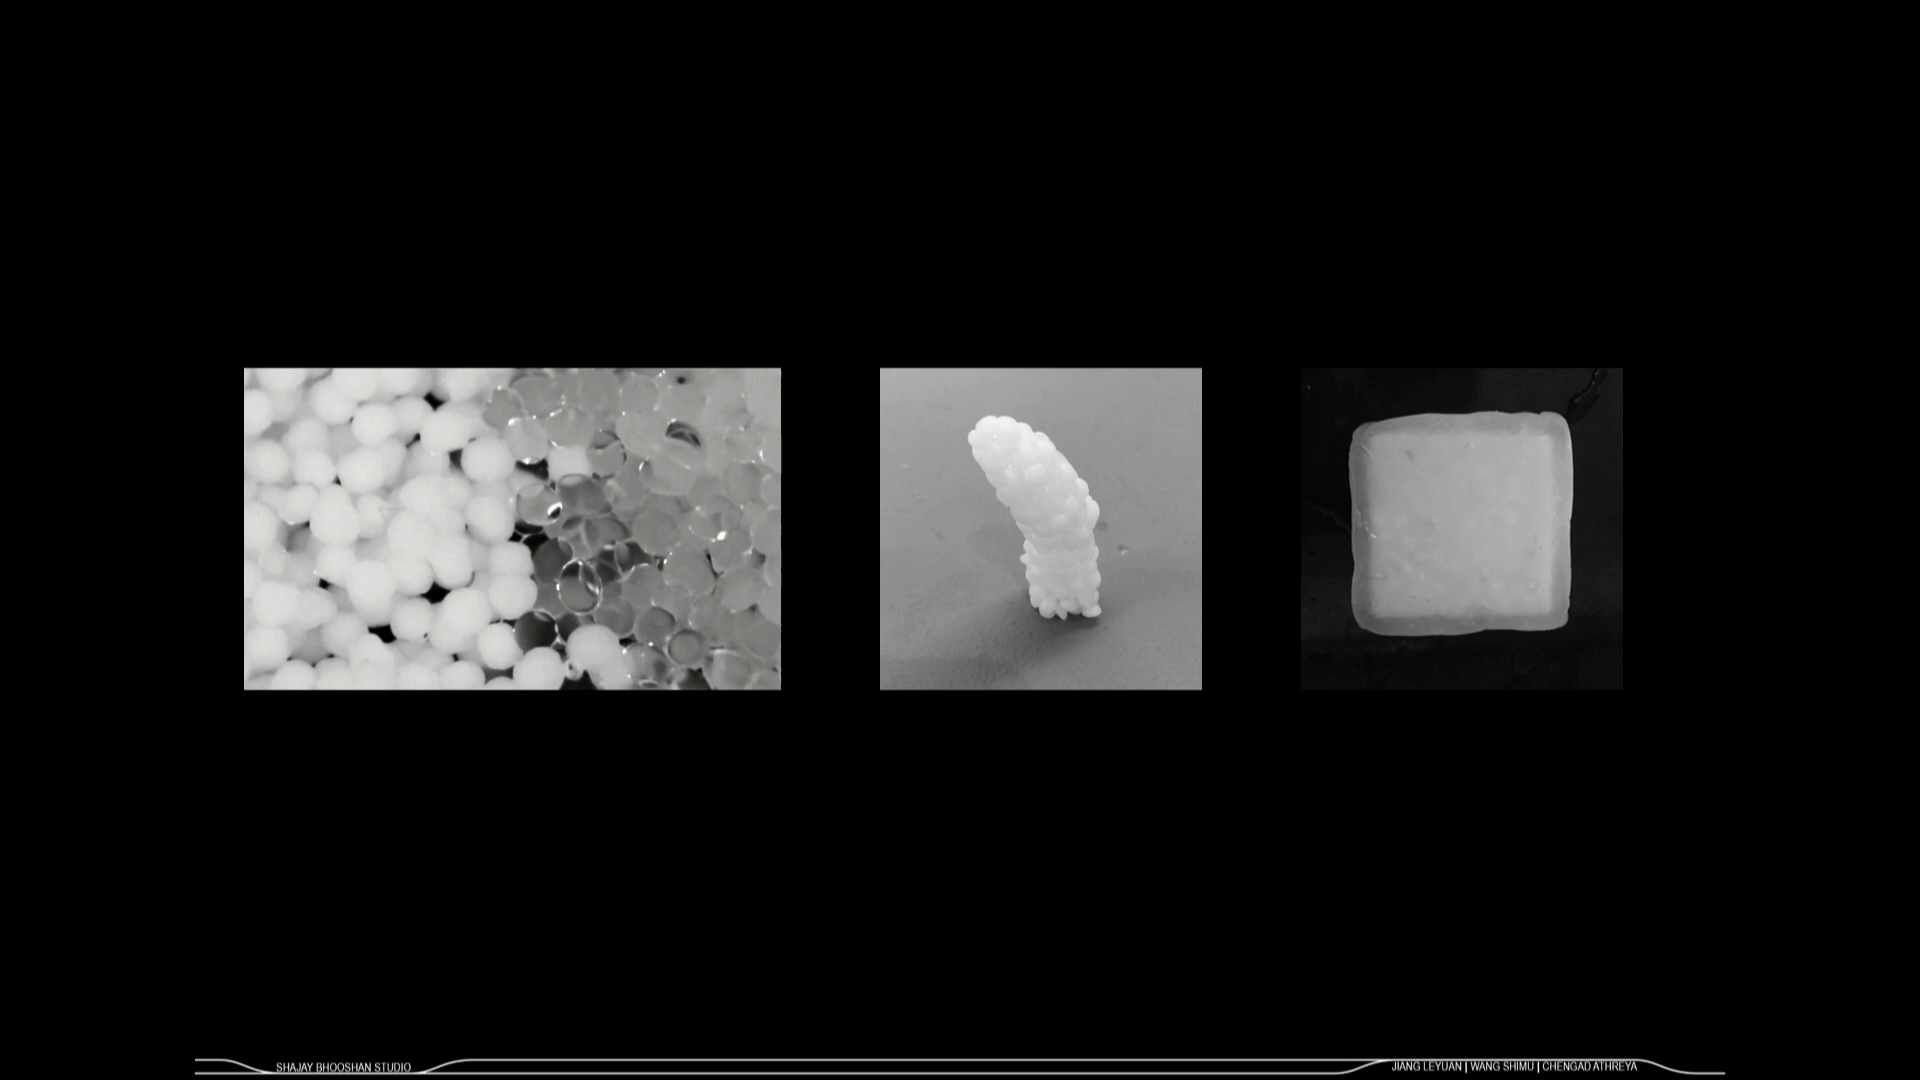 SHAJAY BHOOSHAN STUDIO
JIANG LEYUAN | WANG SHIMU | CHENGAD ATHREYA